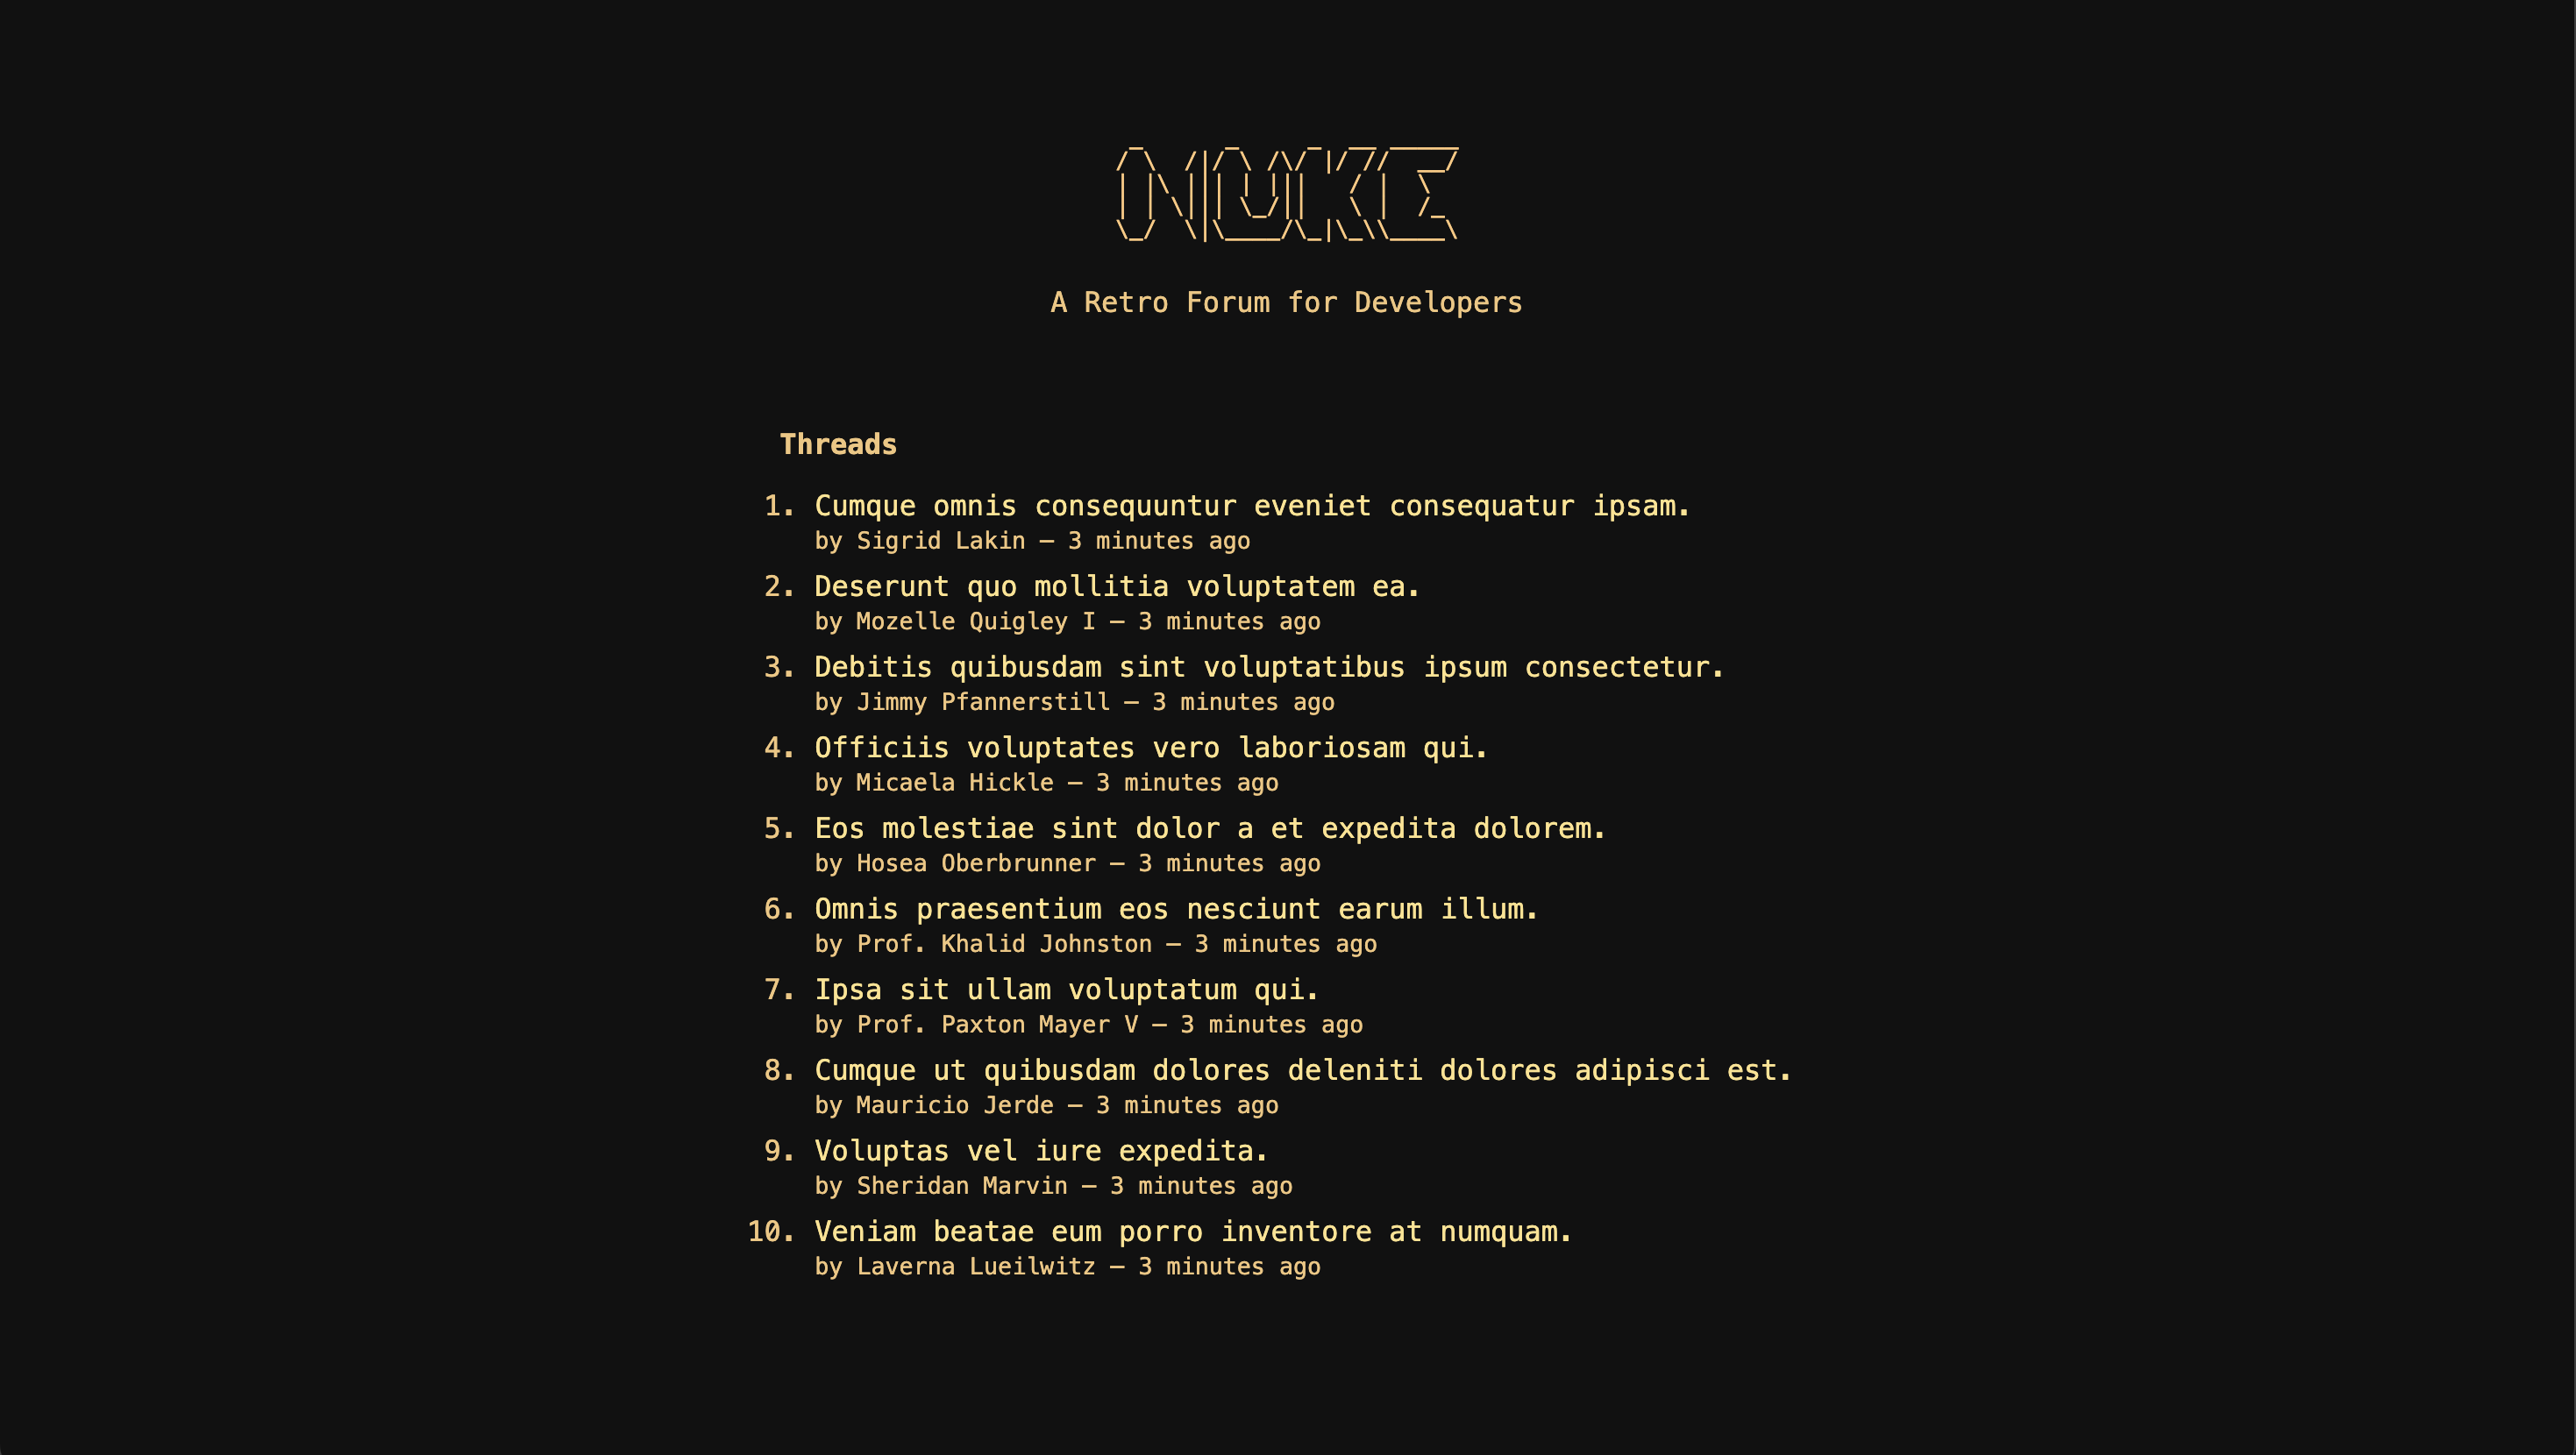 NUKE
A Retro Forum for Developers
Threads
1. Cumque omnis consequuntur eveniet consequatur ipsam.
by Sigrid Lakin — 3 minutes ago
2. Deserunt quo mollitia voluptatem ea.
by Mozelle Quigley I — 3 minutes ago
3. Debitis quibusdam sint voluptatibus ipsum consectetur.
by Jimmy Pfannerstill — 3 minutes ago
4. Officiis voluptates vero laboriosam qui.
by Micaela Hickle — 3 minutes ago
5. Eos molestiae sint dolor a et expedita dolorem.
by Hosea Oberbrunner — 3 minutes ago
6. Omnis praesentium eos nesciunt earum illum.
by Prof. Khalid Johnston — 3 minutes ago
7. Ipsa sit ullam voluptatum qui.
by Prof. Paxton Mayer V — 3 minutes ago
8. Cumque ut quibusdam dolores deleniti dolores adipisci est.
by Mauricio Jerde — 3 minutes ago
9. Voluptas vel iure expedita.
by Sheridan Marvin — 3 minutes ago
10. Veniam beatae eum porro inventore at numquam.
by Laverna Lueilwitz — 3 minutes ago